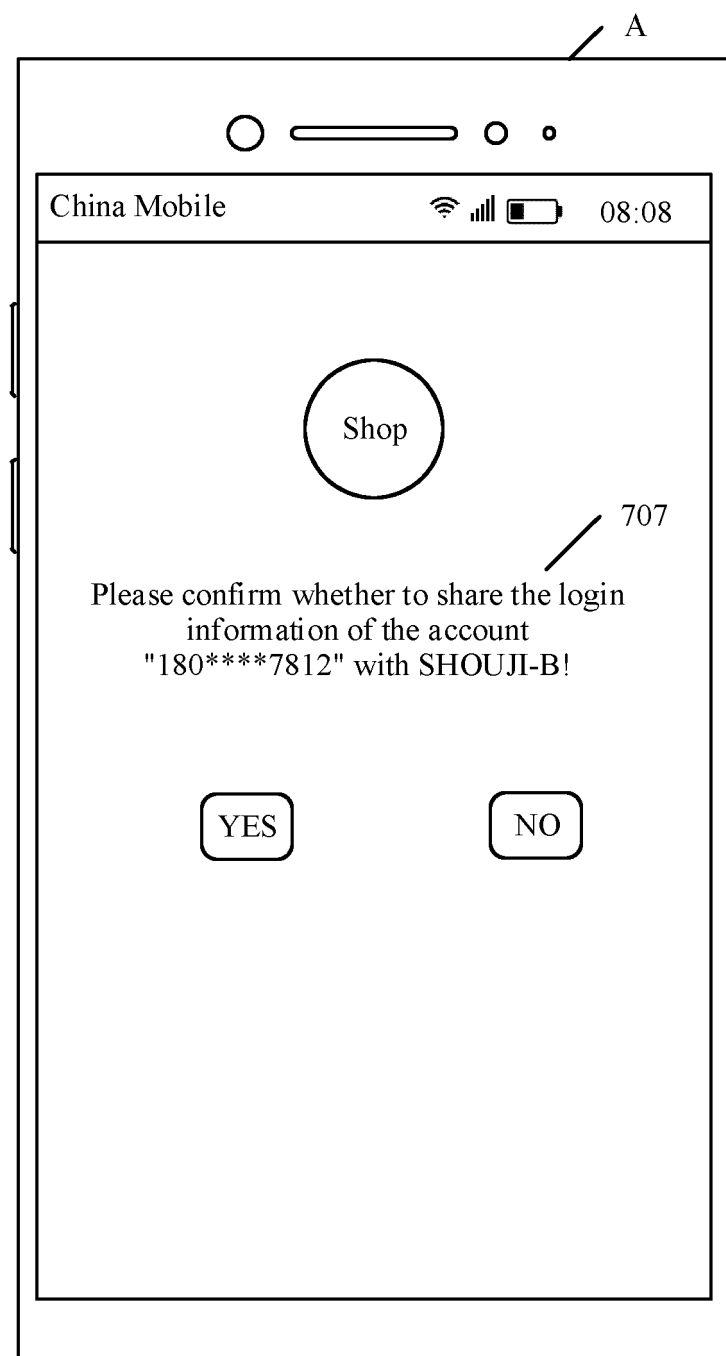 A
China Mobile 08:08
Shop
707
Please confirm whether to share the login
information of the account
"180****7812" with SHOUJI-B!
YES NO